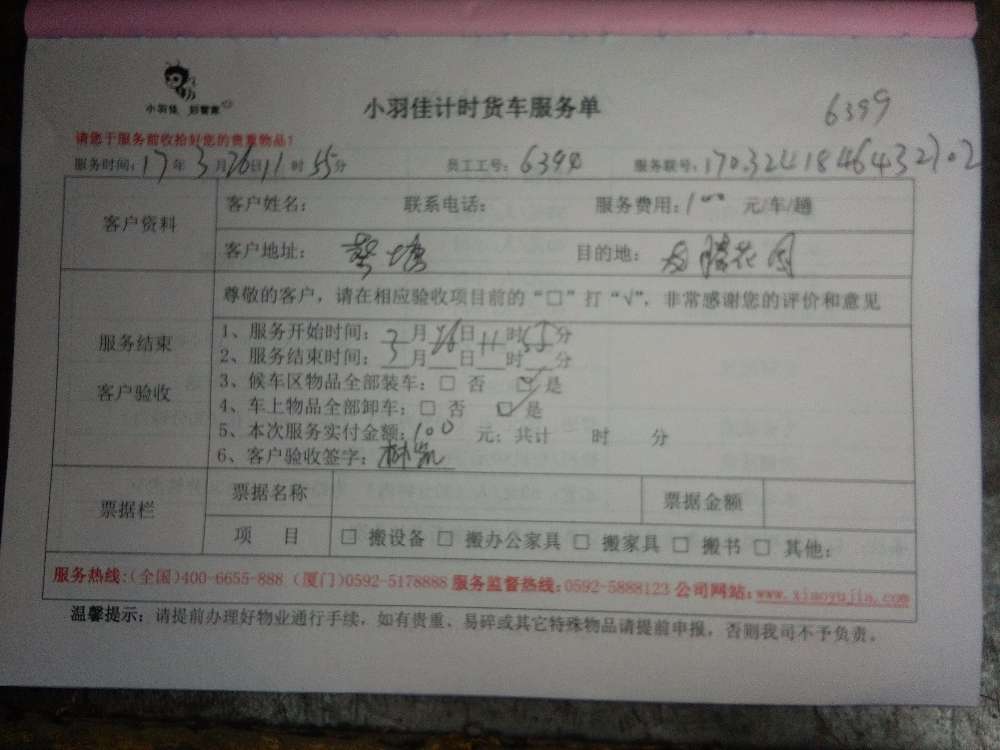 小羽佳 好管家
小羽佳计时货车服务单
6399
请您于服务前收拾好您的贵重物品!
服务时间:17年3月26日11时55分 员工工号:6399 服务联号:
客户资料
客户姓名: 联系电话: 服务费用:100元/车/趟
客户地址:蔡塘 目的地:
服务结束
客户验收
尊敬的客户,请在相应验收项目前的“□”打“√”,非常感谢您的评价和意见
1、服务开始时间:3月26日11时55分
2、服务结束时间:3月 日 时 分
3、候车区物品全部装车:□ 否 ☑ 是
4、车上物品全部卸车:□ 否 □ 是
5、本次服务实付金额:100 元;共计 时 分
6、客户验收签字:
票据栏
票据名称 票据金额
项 目 □ 搬设备 □ 搬办公家具 □ 搬家具 □ 搬书 □ 其他:
服务热线:(全国)400-6655-888(厦门)0592-5178888 服务监督热线:0592-5888123 公司网站:www.xiaoyujia.com
温馨提示:请提前办理好物业通行手续,如有贵重、易碎或其它特殊物品请提前申报,否则我司不予负责。